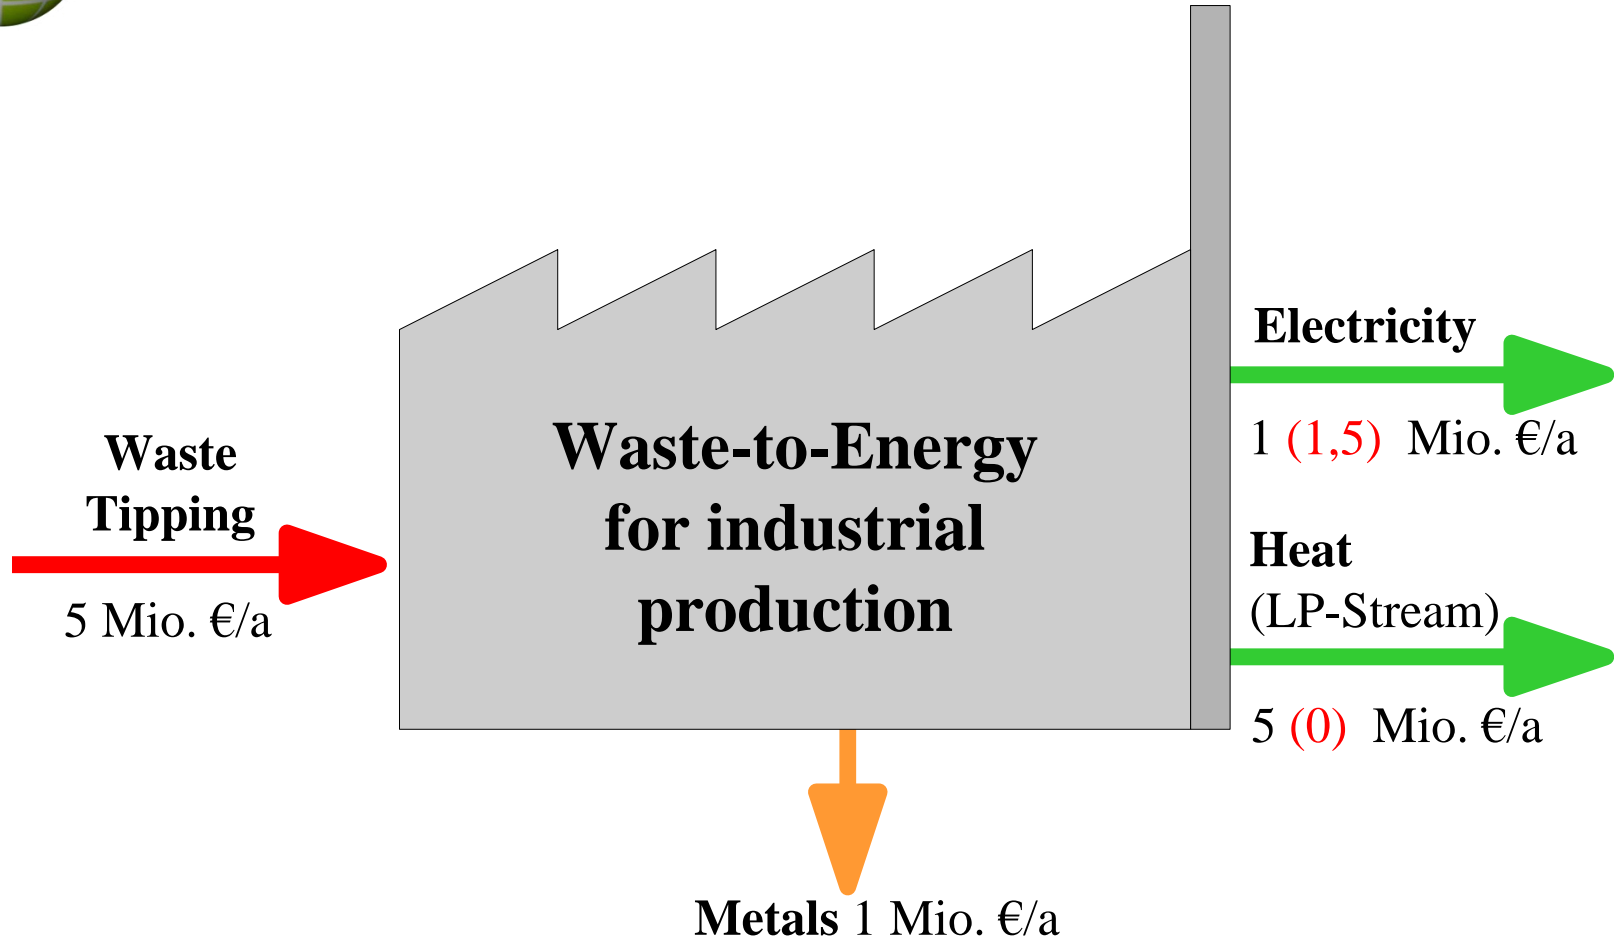 Waste
Tipping
5 Mio. €/a
Waste-to-Energy
for industrial
production
Electricity
1 (1,5) Mio. €/a
Heat
(LP-Stream)
5 (0) Mio. €/a
Metals 1 Mio. €/a